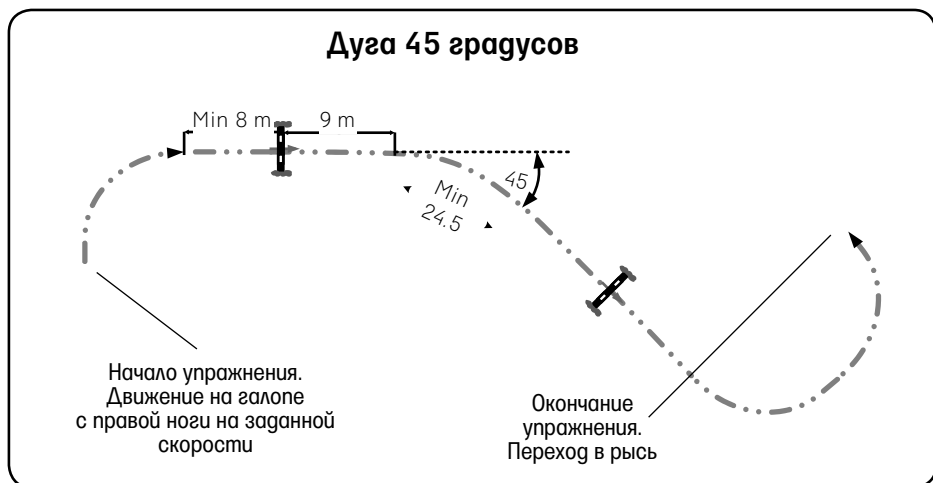 Дуга 45 градусов
Min 8 m
9 m
45
Min
24.5
Начало упражнения.
Движение на галопе
с правой ноги на заданной
скорости
Окончание
упражнения.
Переход в рысь